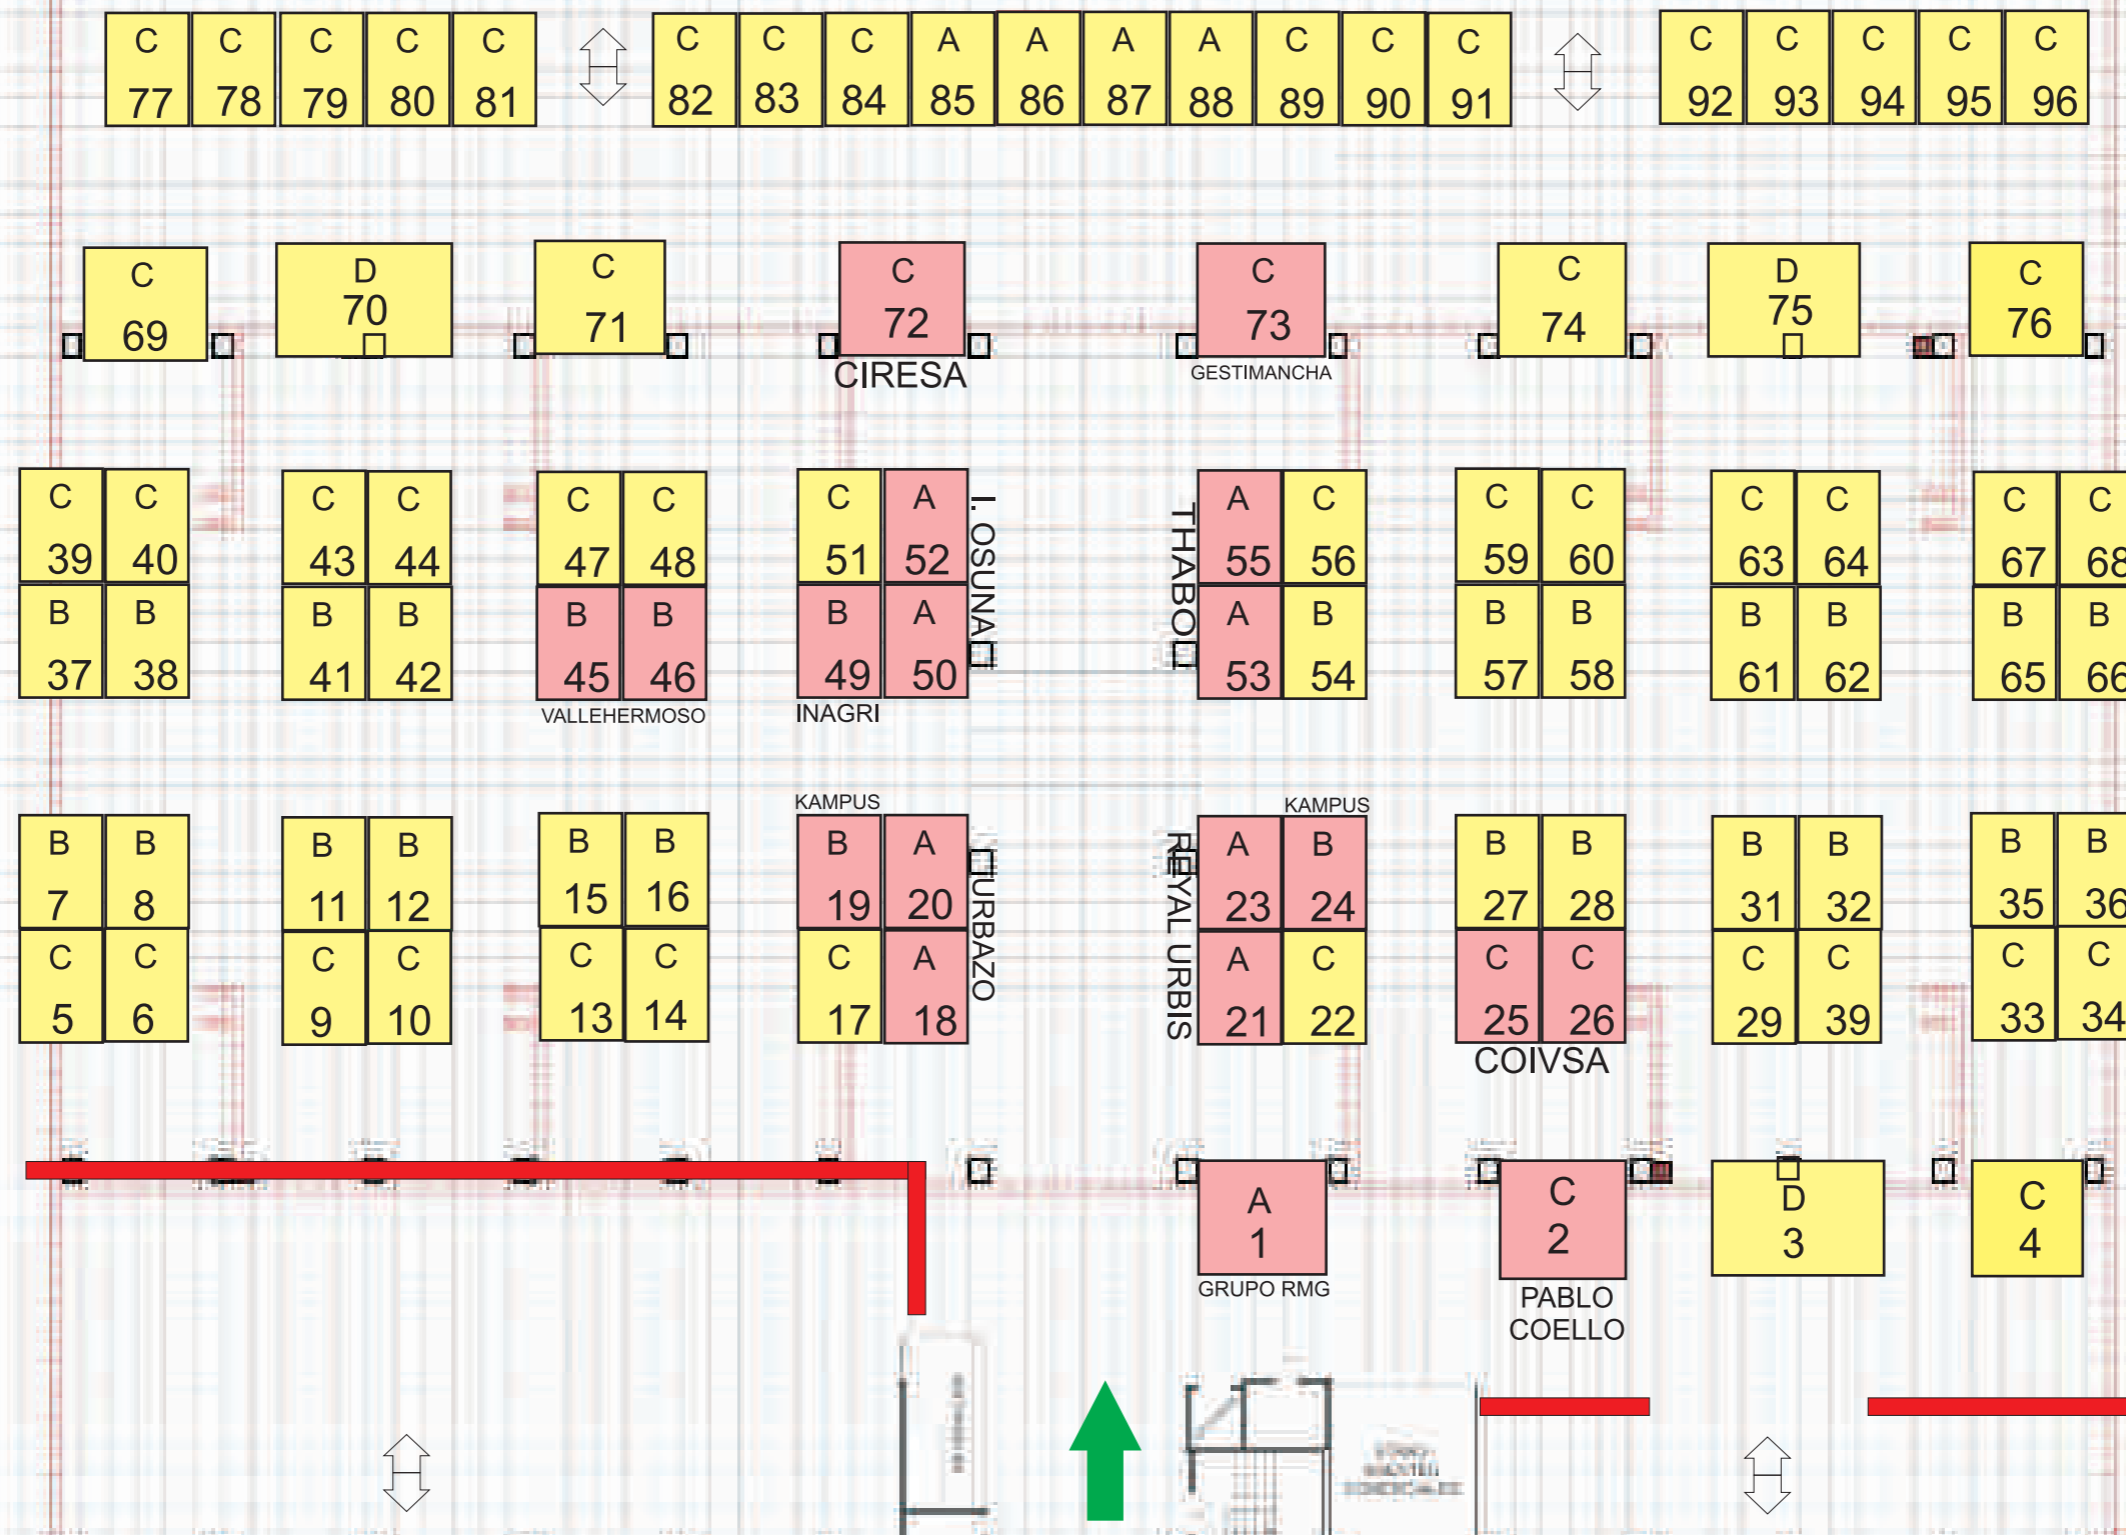 C C C C C C C C A A A A C C C C C C C C
77 78 79 80 81 82 83 84 85 86 87 88 89 90 91 92 93 94 95 96
C D C C C C D C
69 70 71 72 73 74 75 76
CIRESA GESTIMANCHA
C C C C C C C A A C C C C C C C
39 40 43 44 47 48 51 52 55 56 59 60 63 64 67 68
I. OSUNA THABO
B B B B B B B A A B B B B B B B
37 38 41 42 45 46 49 50 53 54 57 58 61 62 65 66
VALLEHERMOSO INAGRI
KAMPUS KAMPUS
B B B B B B B A A B B B B B B B
7 8 11 12 15 16 19 20 23 24 27 28 31 32 35 36
URBAZO REYAL URBIS
C C C C C C C A A C C C C C C C
5 6 9 10 13 14 17 18 21 22 25 26 29 39 33 34
COIVSA
A C D C
1 2 3 4
GRUPO RMG PABLO
COELLO